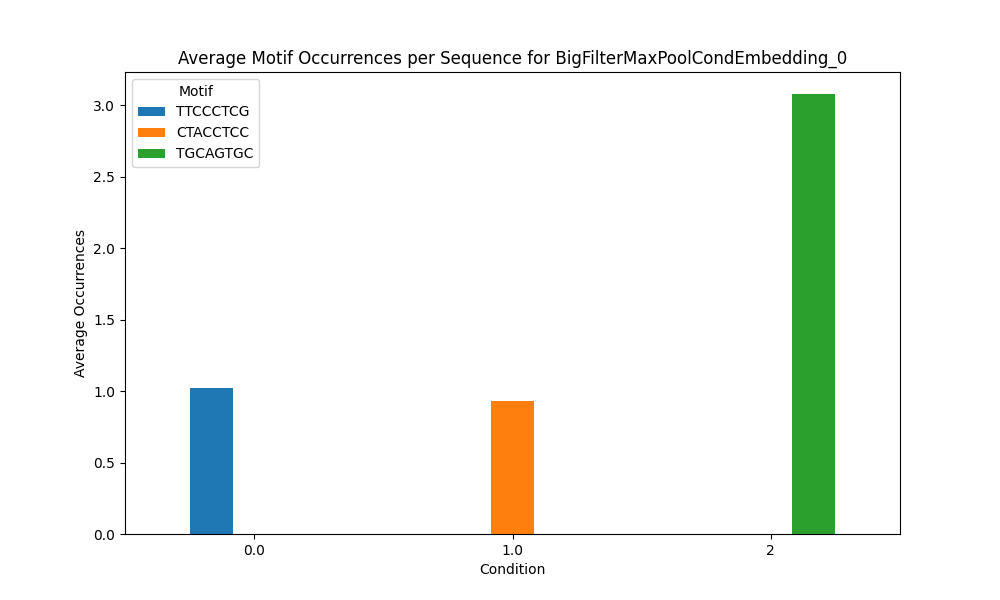 Average Motif Occurrences per Sequence for BigFilterMaxPoolCondEmbedding_0
Motif
TTCCCTCG
CTACCTCC
TGCAGTGC
Average Occurrences
3.0
2.5
2.0
1.5
1.0
0.5
0.0
0.0
1.0
2
Condition